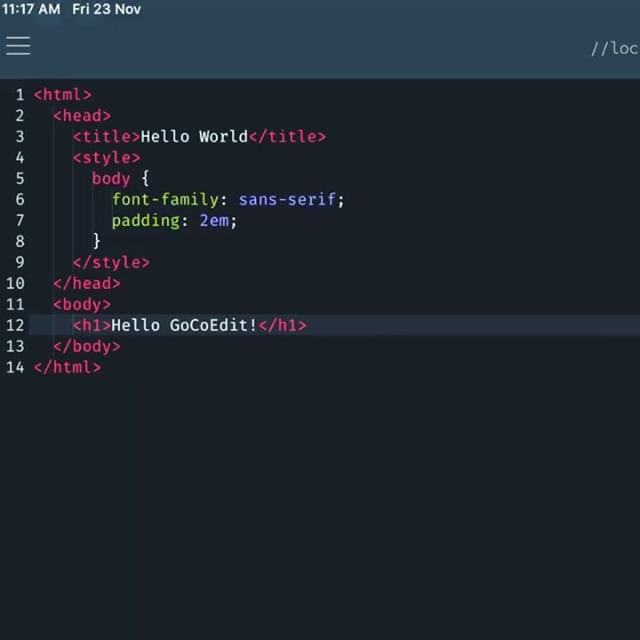 11:17 AM Fri 23 Nov
//loc
1 <html>
2 <head>
3 <title>Hello World</title>
4 <style>
5 body {
6 font-family: sans-serif;
7 padding: 2em;
8 }
9 </style>
10 </head>
11 <body>
12 <h1>Hello GoCoEdit!</h1>
13 </body>
14 </html>